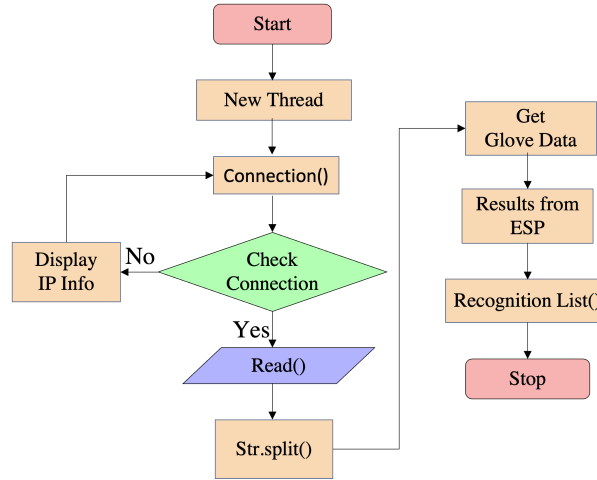 Start
New Thread
Connection()
Check
Connection
No
Display
IP Info
Yes
Read()
Str.split()
Get
Glove Data
Results from
ESP
Recognition List()
Stop